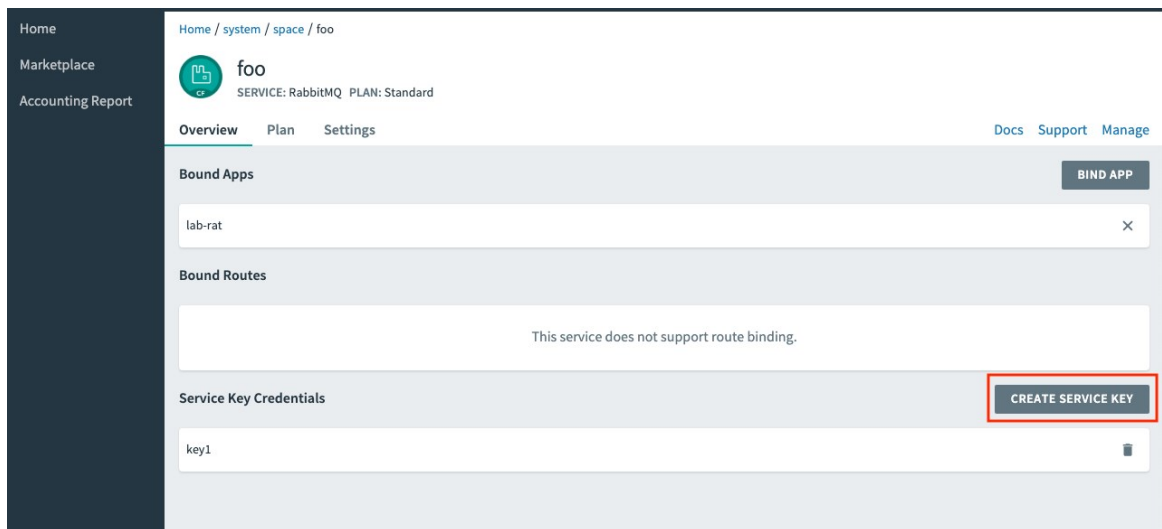 Home
Marketplace
Accounting Report
Home / system / space / foo
foo
CF
SERVICE: RabbitMQ PLAN: Standard
Overview Plan Settings Docs Support Manage
Bound Apps BIND APP
lab-rat
Bound Routes
This service does not support route binding.
Service Key Credentials CREATE SERVICE KEY
key1